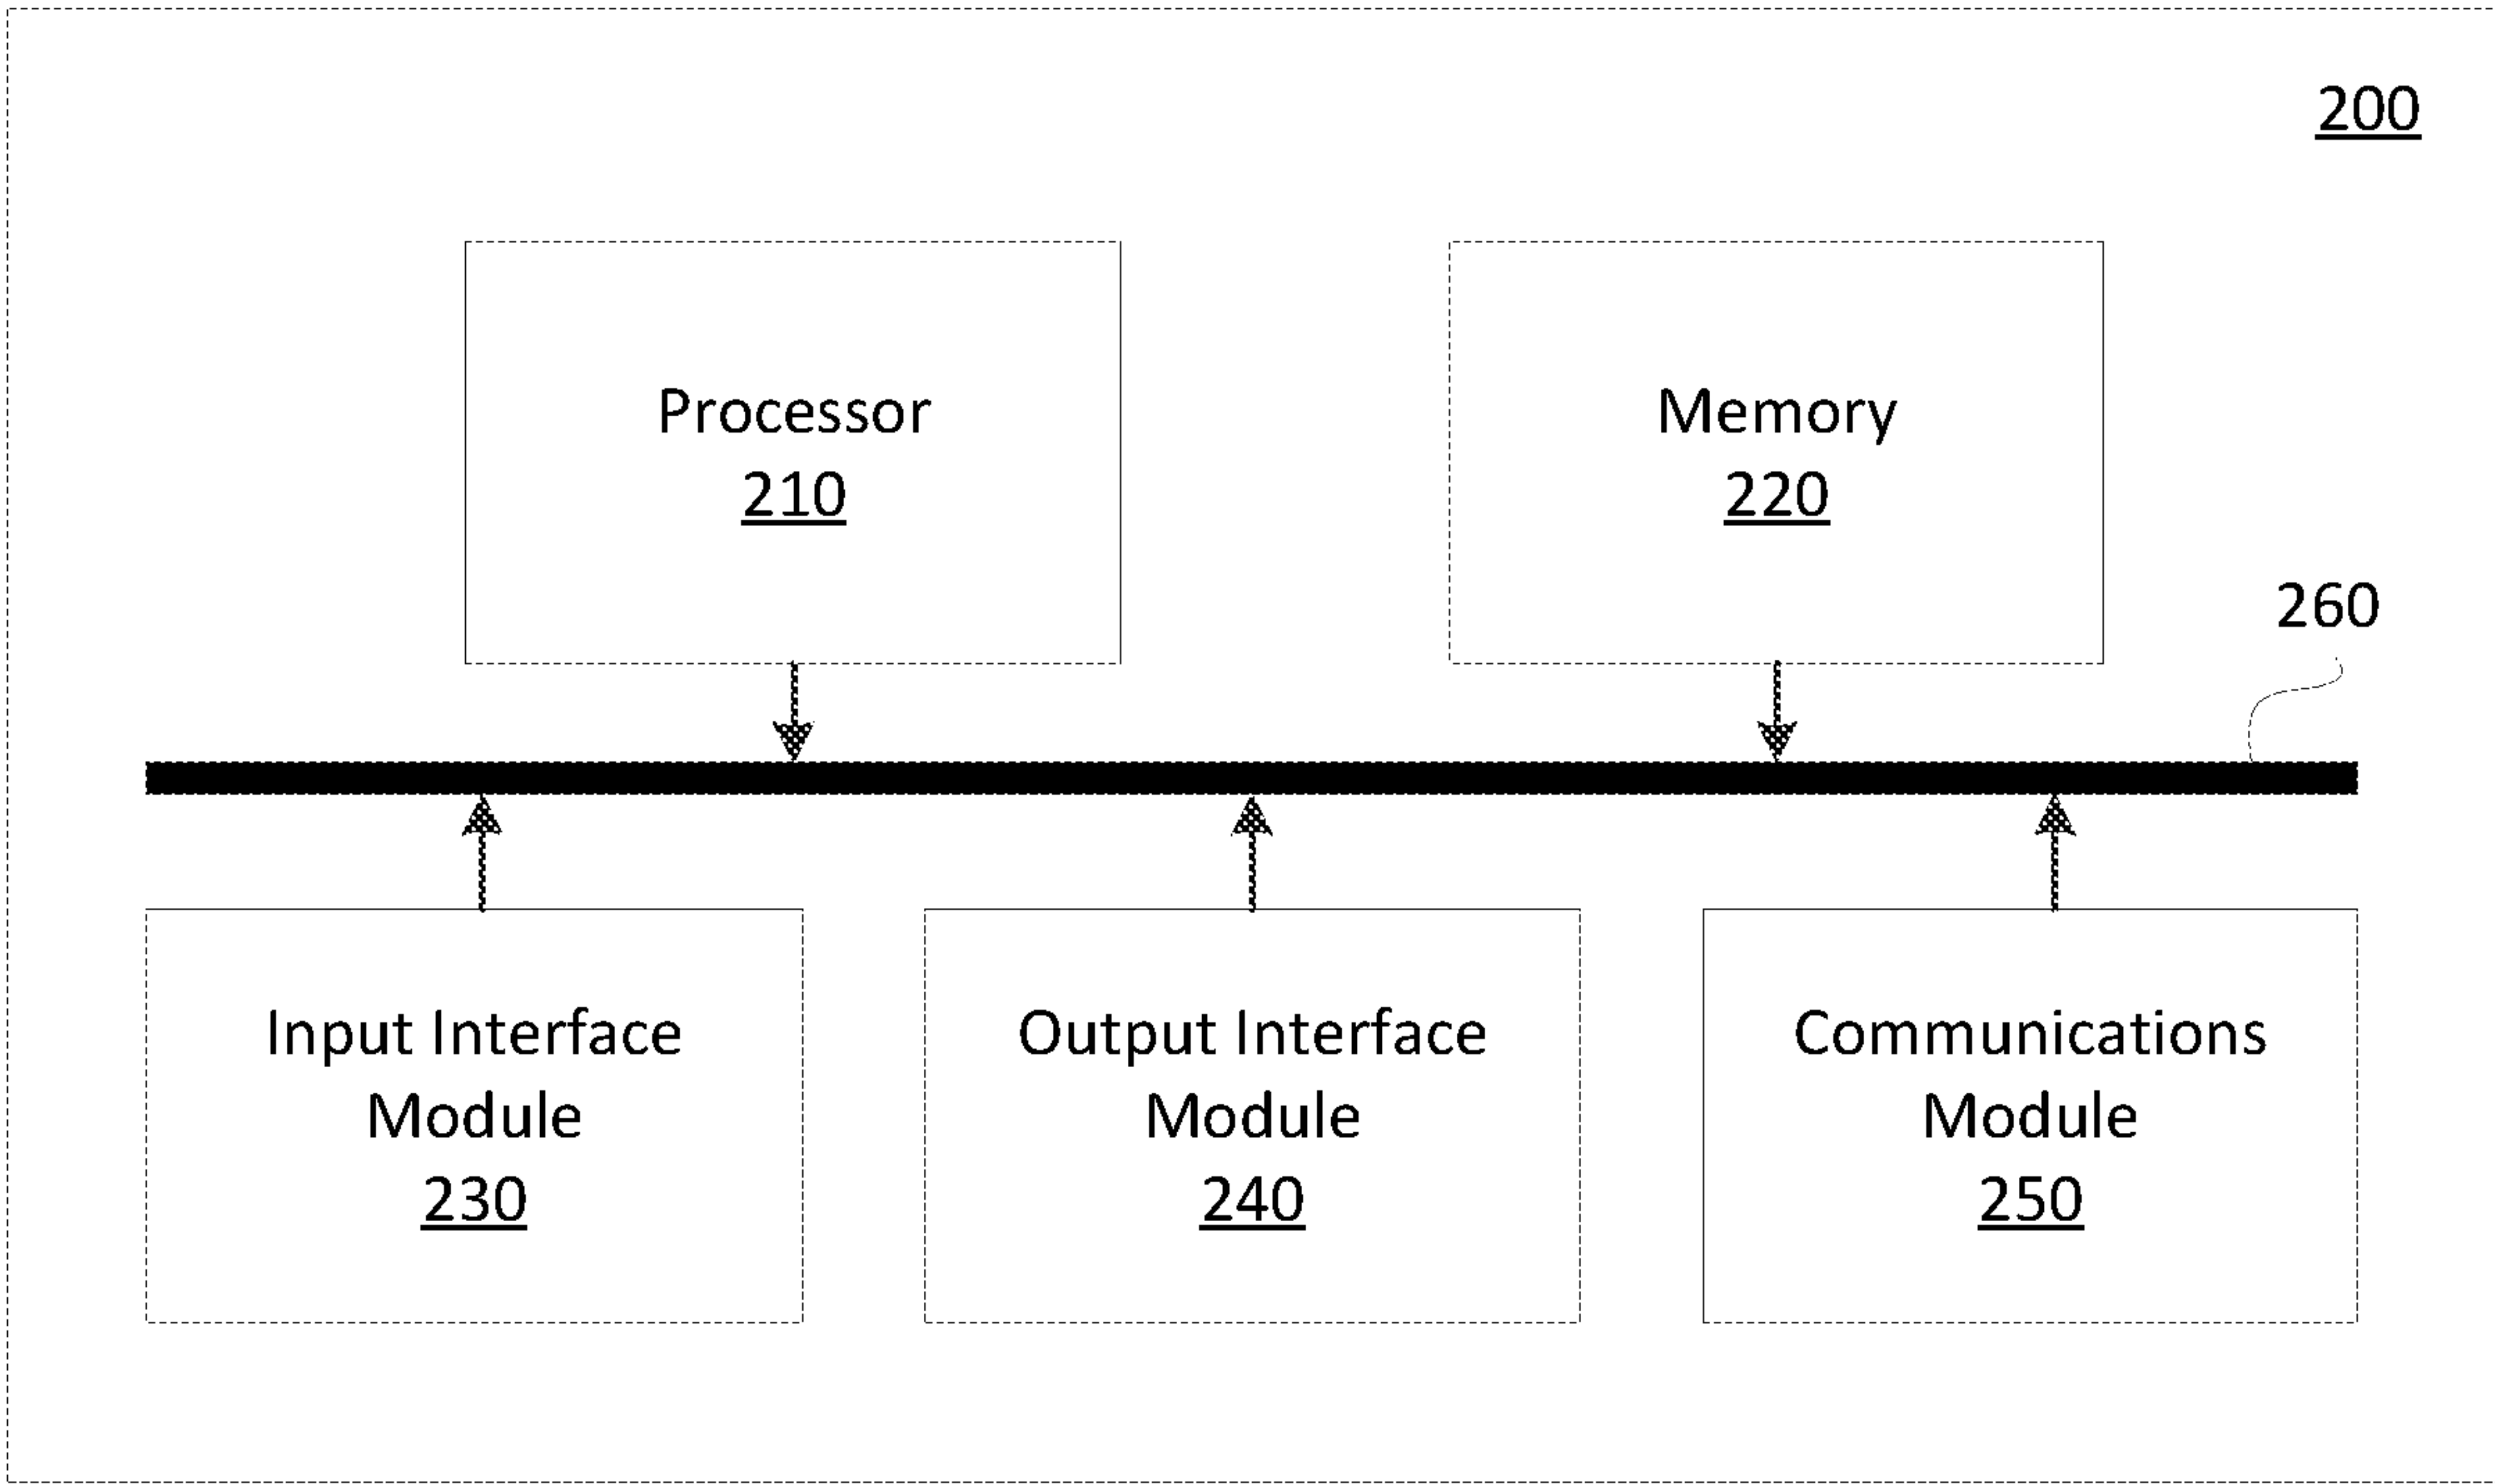 200
Processor
210
Memory
220
260
Input Interface
Module
230
Output Interface
Module
240
Communications
Module
250